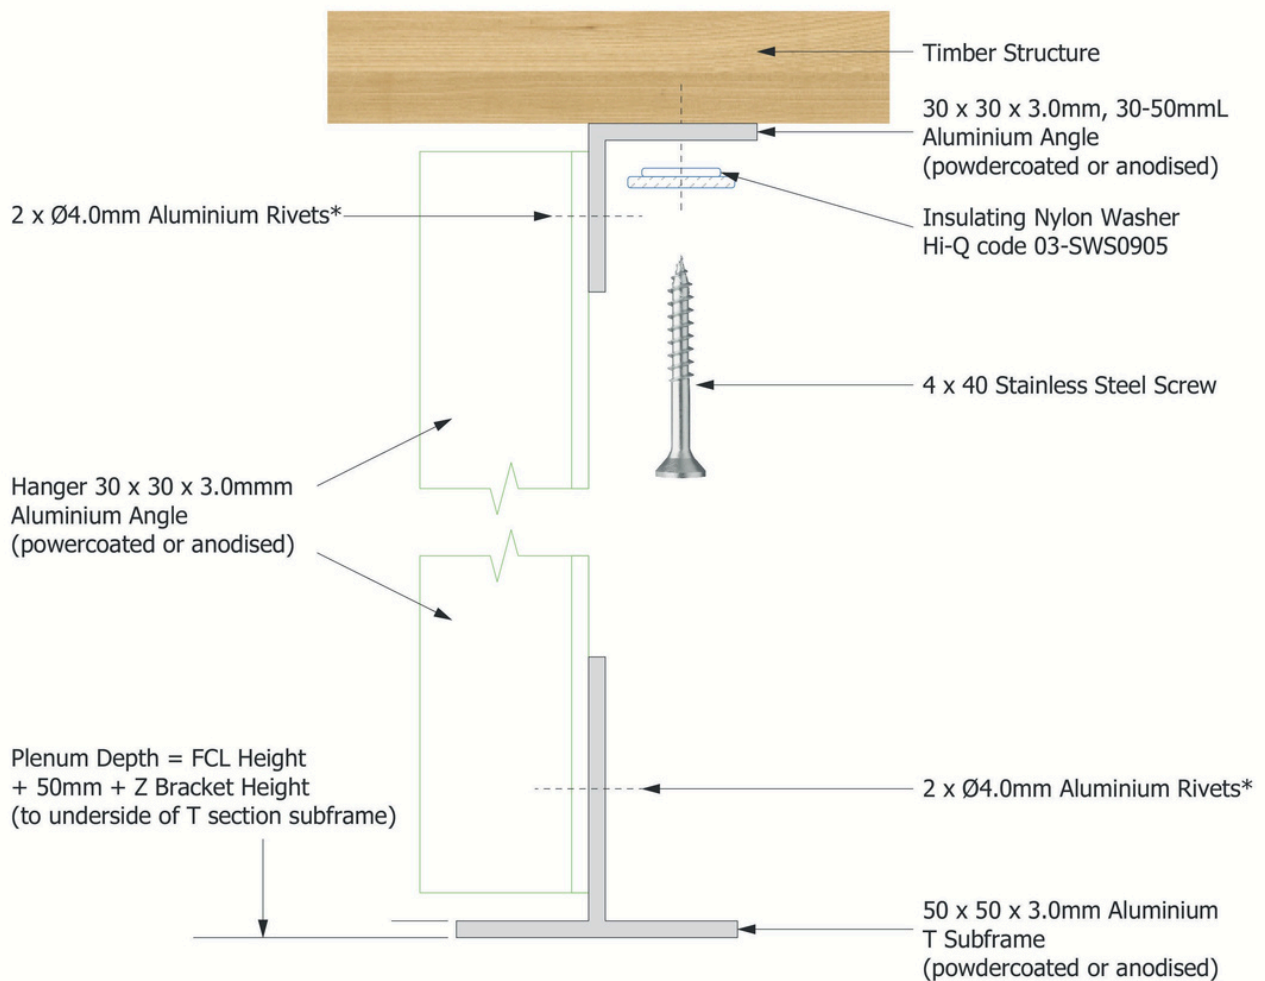 Timber Structure
30 x 30 x 3.0mm, 30-50mmL
Aluminium Angle
(powdercoated or anodised)
2 x Ø4.0mm Aluminium Rivets*
Insulating Nylon Washer
Hi-Q code 03-SWS0905
4 x 40 Stainless Steel Screw
Hanger 30 x 30 x 3.0mmm
Aluminium Angle
(powercoated or anodised)
Plenum Depth = FCL Height
+ 50mm + Z Bracket Height
(to underside of T section subframe)
2 x Ø4.0mm Aluminium Rivets*
50 x 50 x 3.0mm Aluminium
T Subframe
(powdercoated or anodised)